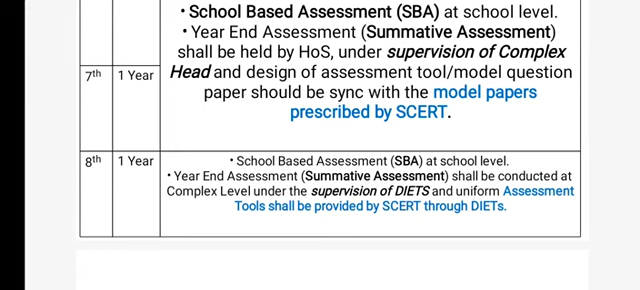 • School Based Assessment (SBA) at school level.
• Year End Assessment (Summative Assessment)
shall be held by HoS, under supervision of Complex
Head and design of assessment tool/model question
paper should be sync with the model papers
prescribed by SCERT.
7th 1 Year
8th 1 Year
• School Based Assessment (SBA) at school level.
• Year End Assessment (Summative Assessment) shall be conducted at
Complex Level under the supervision of DIETS and uniform Assessment
Tools shall be provided by SCERT through DIETs.